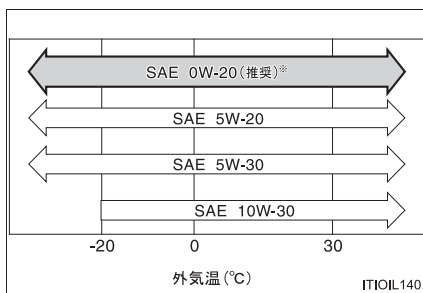 SAE 0W-20(推奨)※
SAE 5W-20
SAE 5W-30
SAE 10W-30
-20 0 30
外気温(℃)
ITIOIL140